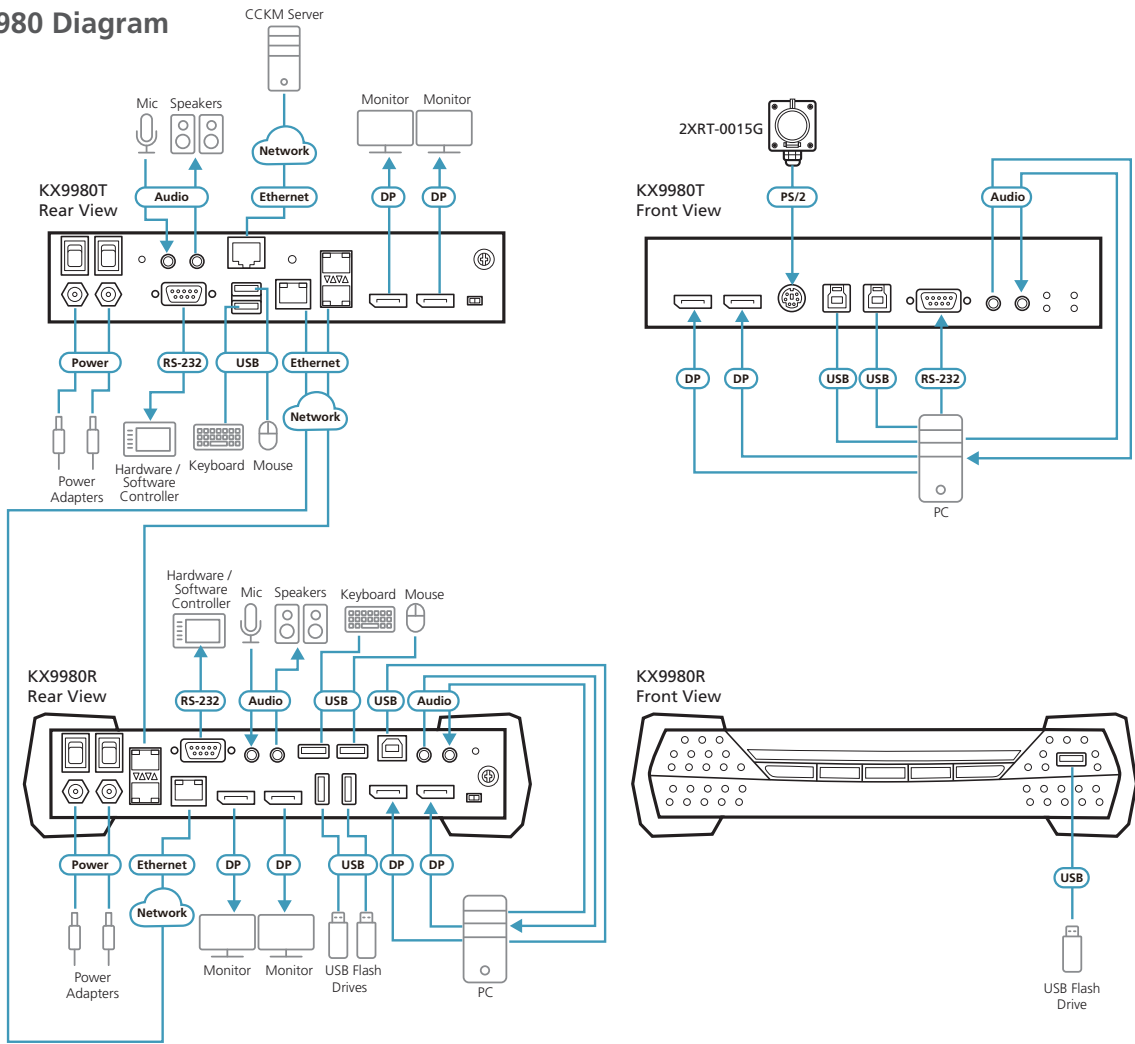 980 Diagram
CCKM Server
Mic
Speakers
Monitor
Monitor
Network
KX9980T
Rear View
Audio
Ethernet
DP
DP
Power
RS-232
USB
Ethernet
Network
Power
Adapters
Hardware /
Software
Controller
Keyboard
Mouse
2XRT-0015G
KX9980T
Front View
PS/2
Audio
DP
DP
USB
USB
RS-232
PC
Hardware /
Software
Controller
Mic
Speakers
Keyboard
Mouse
KX9980R
Rear View
RS-232
Audio
USB
USB
Audio
Power
Ethernet
DP
DP
USB
DP
DP
Network
Power
Adapters
Monitor
Monitor
USB Flash
Drives
PC
KX9980R
Front View
USB
USB Flash
Drive